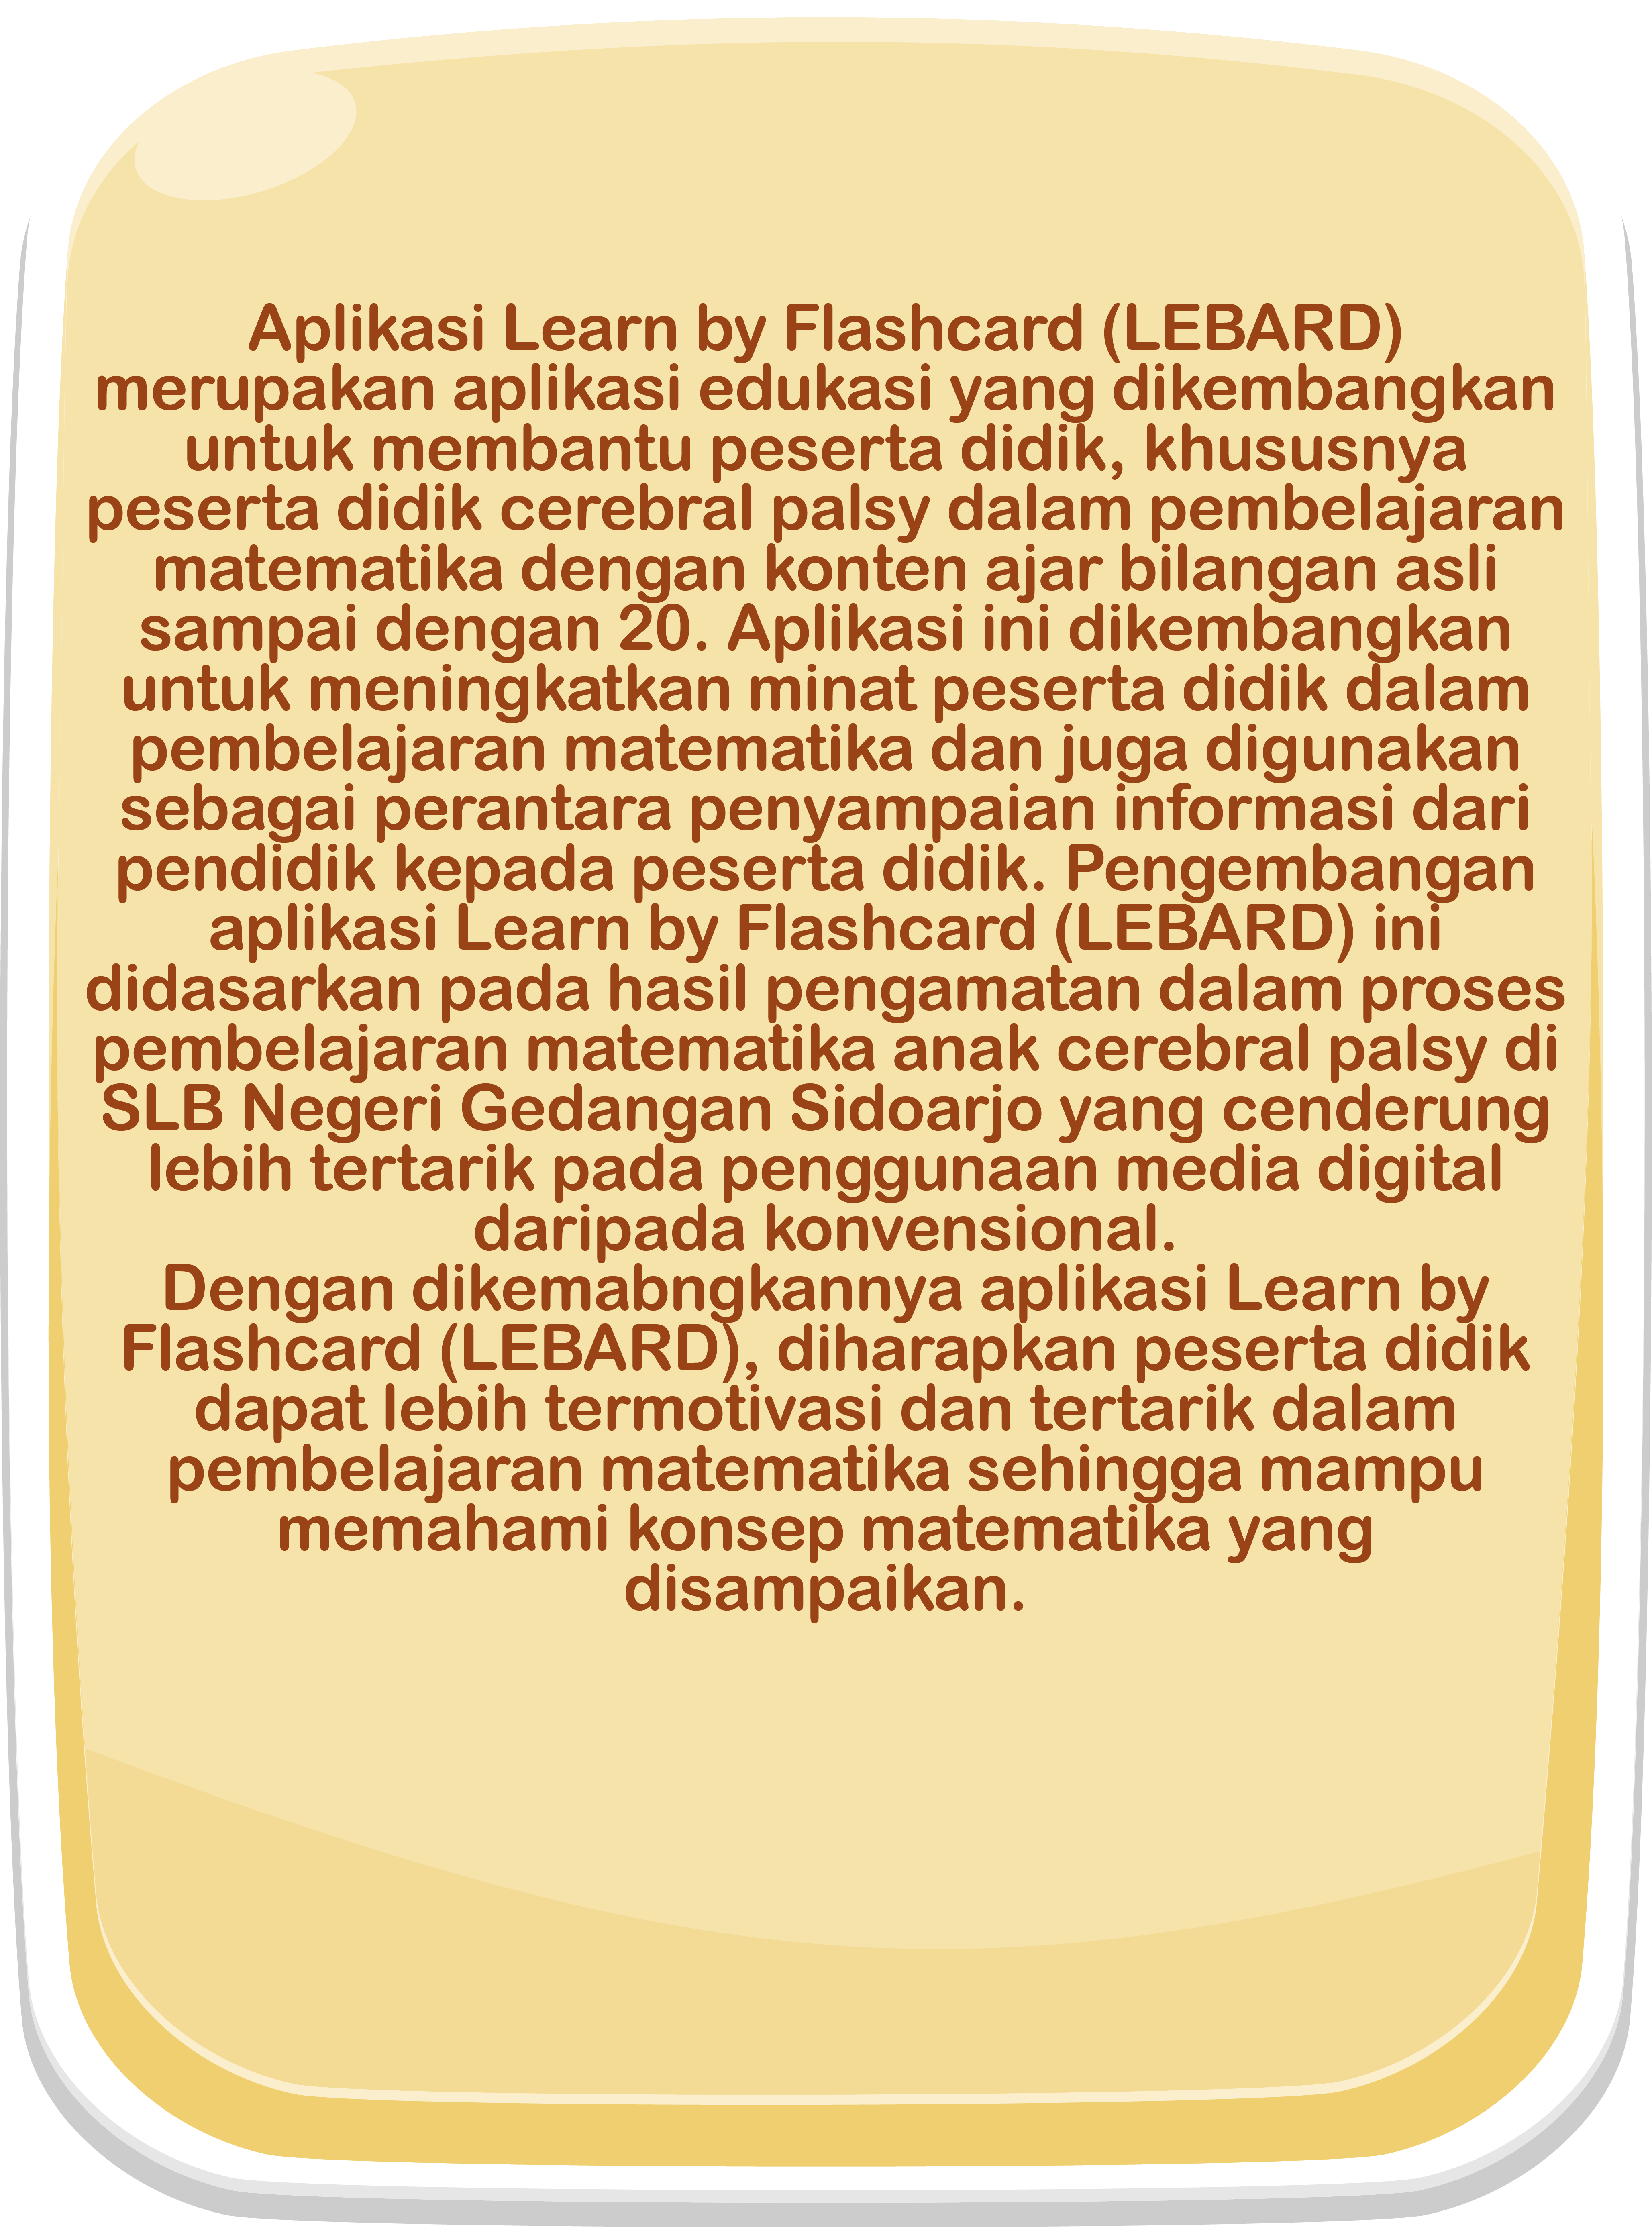 Aplikasi Learn by Flashcard (LEBARD)
merupakan aplikasi edukasi yang dikembangkan
untuk membantu peserta didik, khususnya
peserta didik cerebral palsy dalam pembelajaran
matematika dengan konten ajar bilangan asli
sampai dengan 20. Aplikasi ini dikembangkan
untuk meningkatkan minat peserta didik dalam
pembelajaran matematika dan juga digunakan
sebagai perantara penyampaian informasi dari
pendidik kepada peserta didik. Pengembangan
aplikasi Learn by Flashcard (LEBARD) ini
didasarkan pada hasil pengamatan dalam proses
pembelajaran matematika anak cerebral palsy di
SLB Negeri Gedangan Sidoarjo yang cenderung
lebih tertarik pada penggunaan media digital
daripada konvensional.
Dengan dikemabngkannya aplikasi Learn by
Flashcard (LEBARD), diharapkan peserta didik
dapat lebih termotivasi dan tertarik dalam
pembelajaran matematika sehingga mampu
memahami konsep matematika yang
disampaikan.